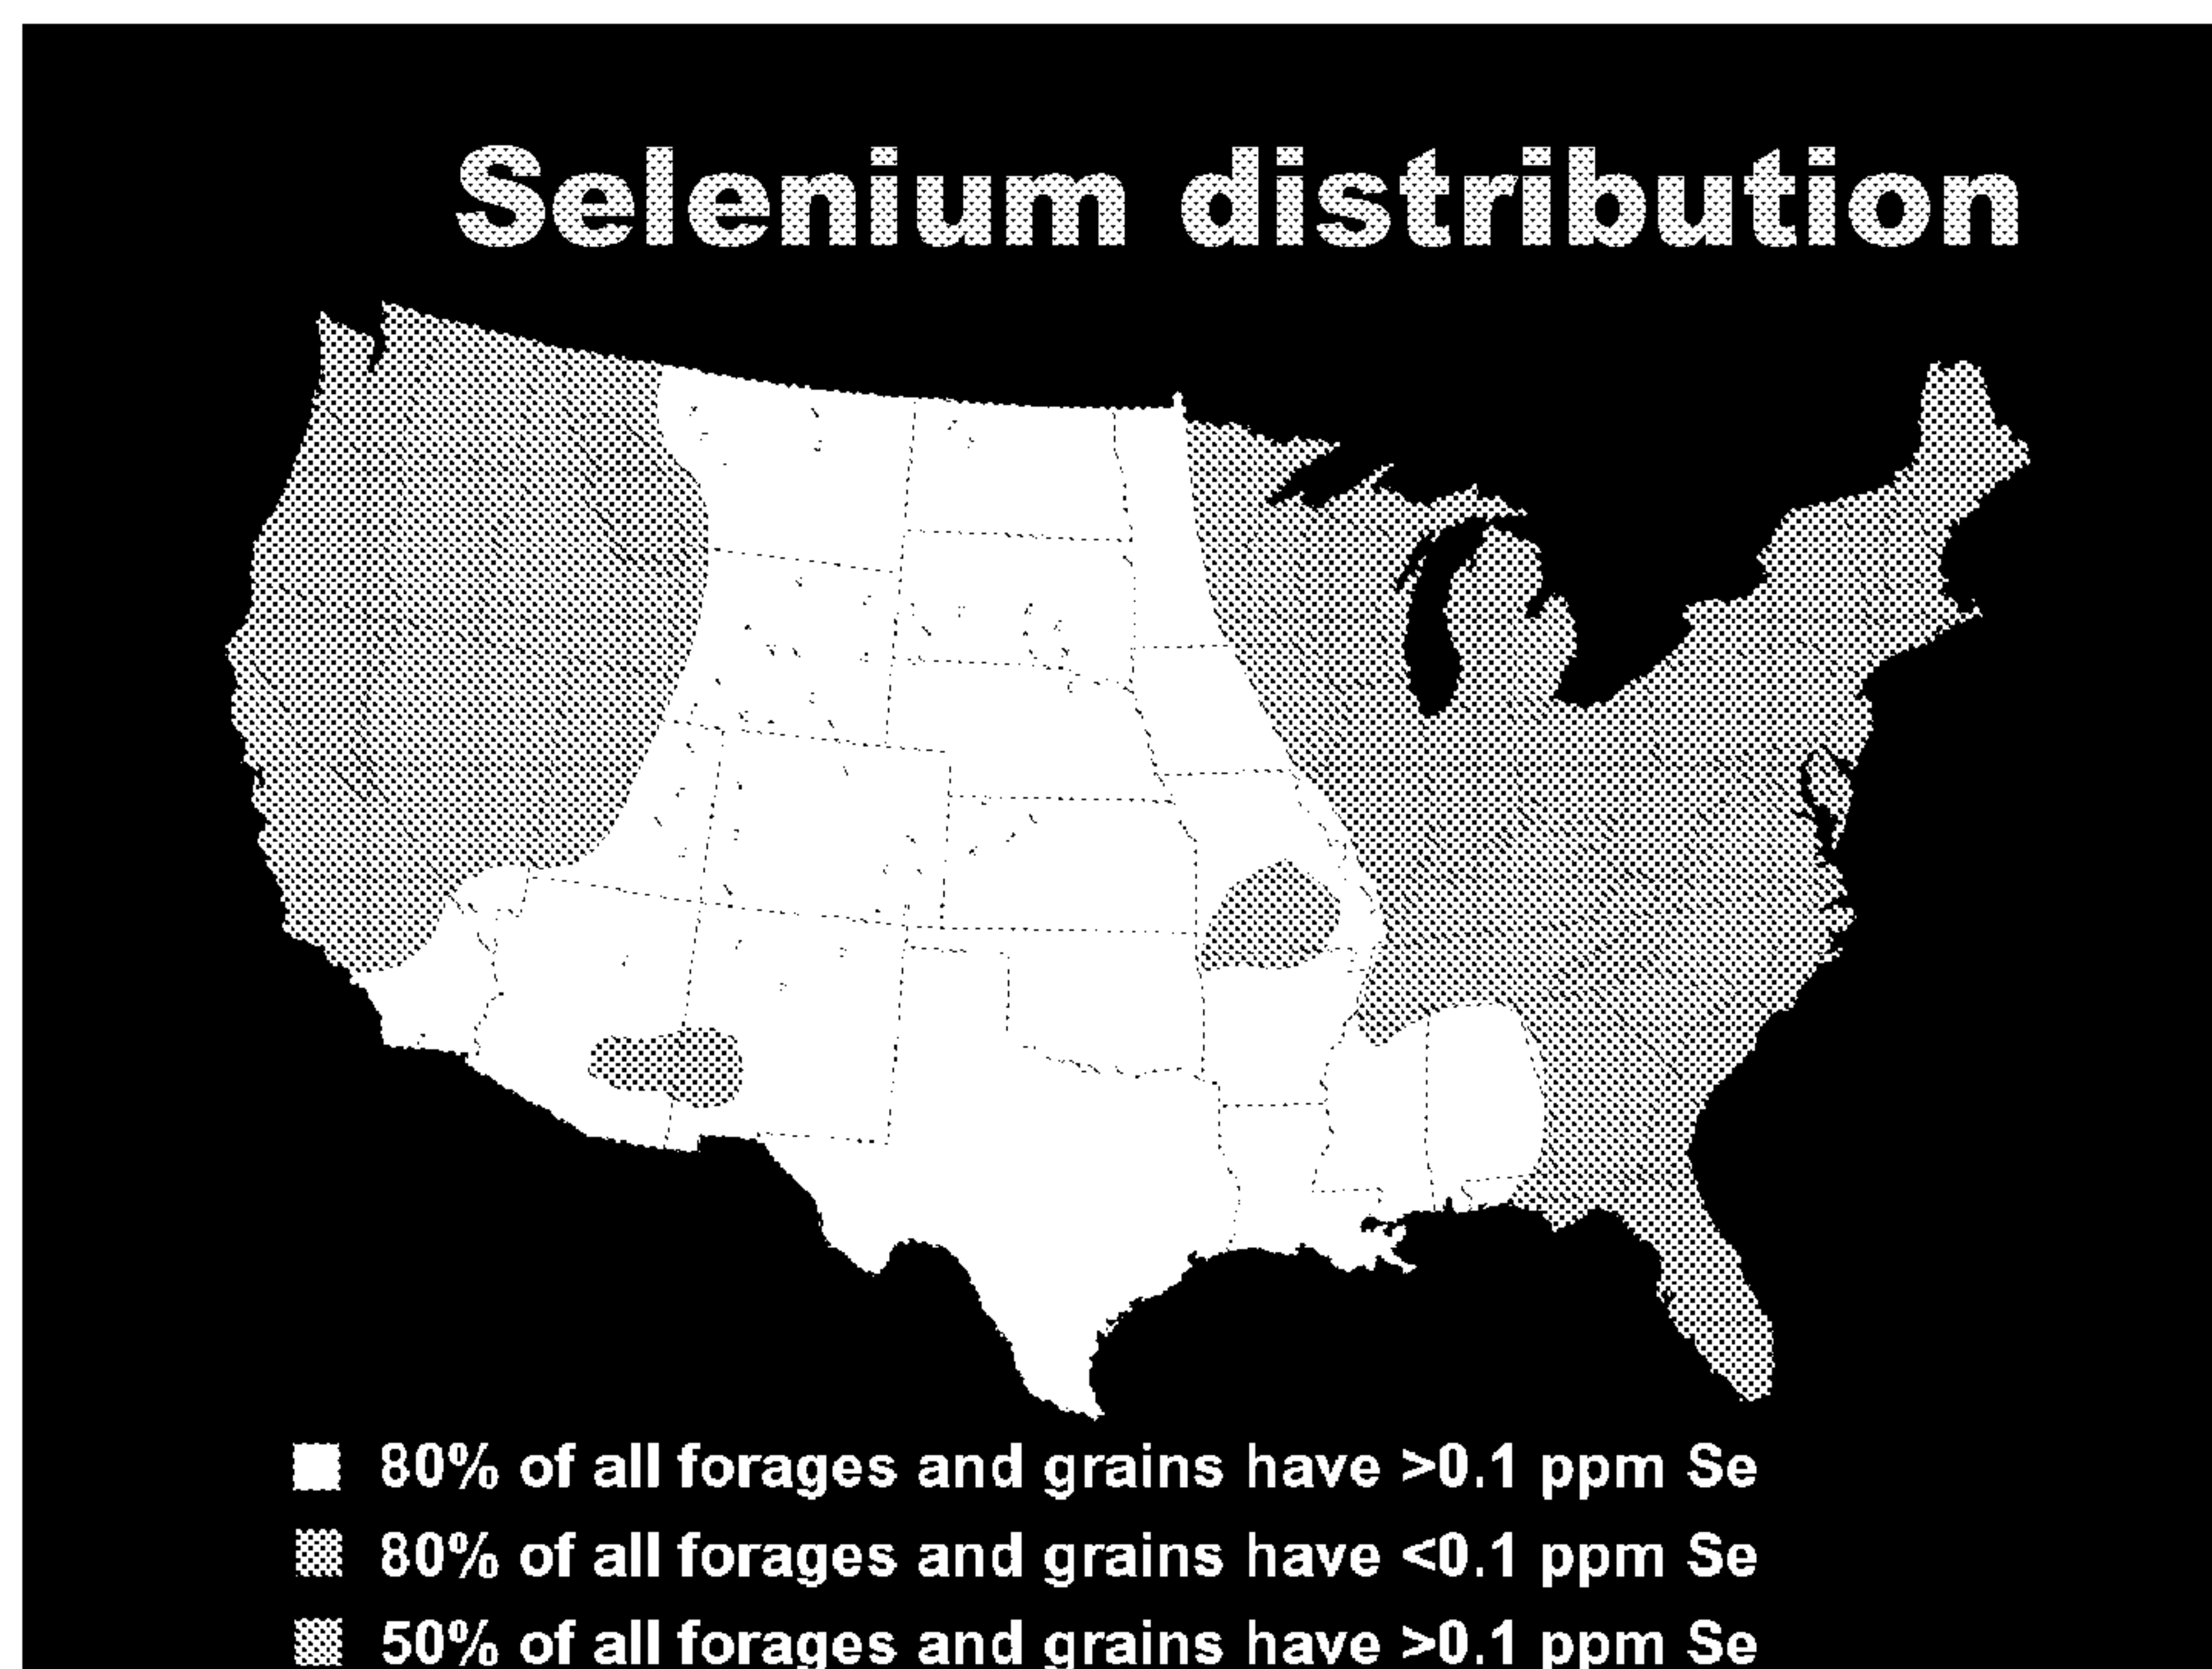 Selenium distribution
80% of all forages and grains have >0.1 ppm Se
80% of all forages and grains have <0.1 ppm Se
50% of all forages and grains have >0.1 ppm Se